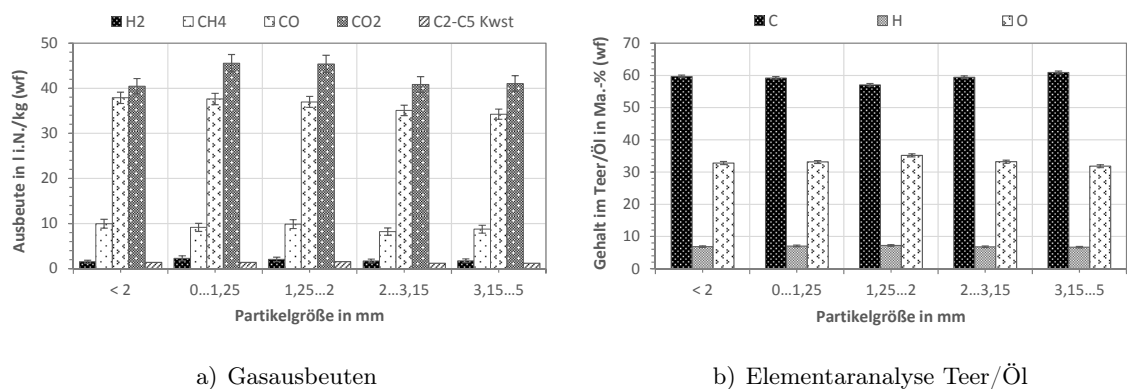 H2 CH4 CO CO2 C2-C5 Kwst
50
40
30
20
10
0
Ausbeute in l i.N./kg (wf)
< 2 0...1,25 1,25...2 2...3,15 3,15...5
Partikelgröße in mm
a) Gasausbeuten
C H O
70
60
50
40
30
20
10
0
Gehalt im Teer/Öl in Ma.-% (wf)
< 2 0...1,25 1,25...2 2...3,15 3,15...5
Partikelgröße in mm
b) Elementaranalyse Teer/Öl